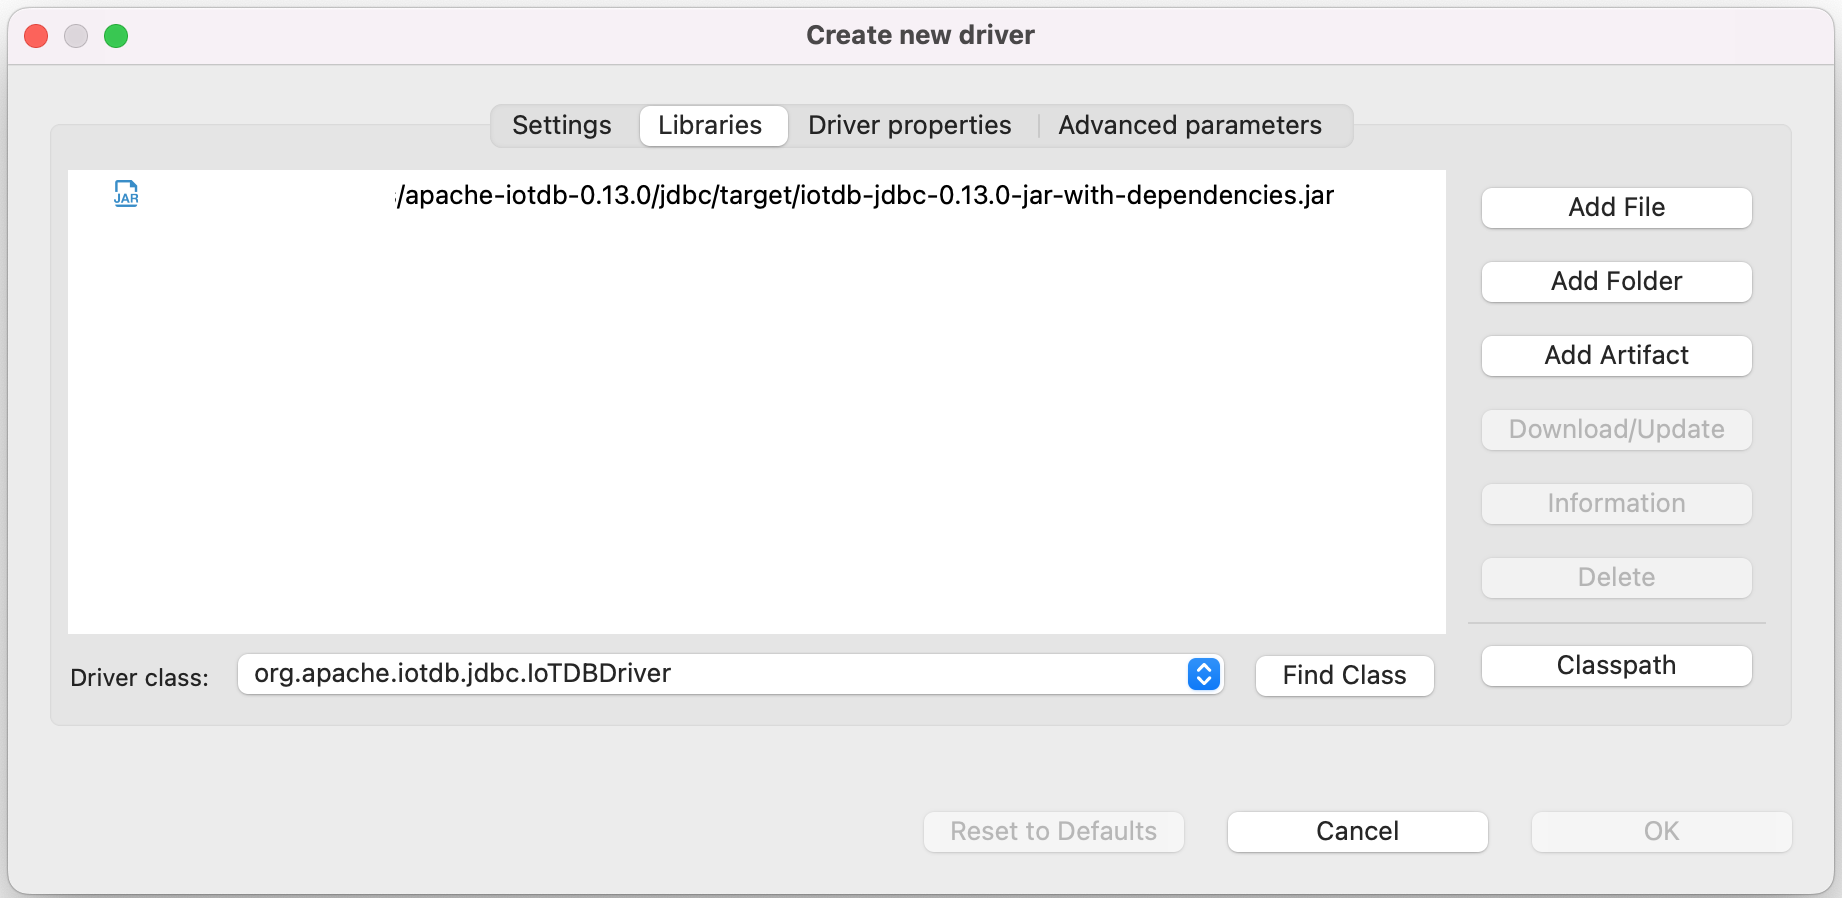 Create new driver
Settings Libraries Driver properties Advanced parameters
JAR /apache-iotdb-0.13.0/jdbc/target/iotdb-jdbc-0.13.0-jar-with-dependencies.jar
Add File
Add Folder
Add Artifact
Download/Update
Information
Delete
Driver class: org.apache.iotdb.jdbc.IoTDBDriver Find Class Classpath
Reset to Defaults Cancel OK